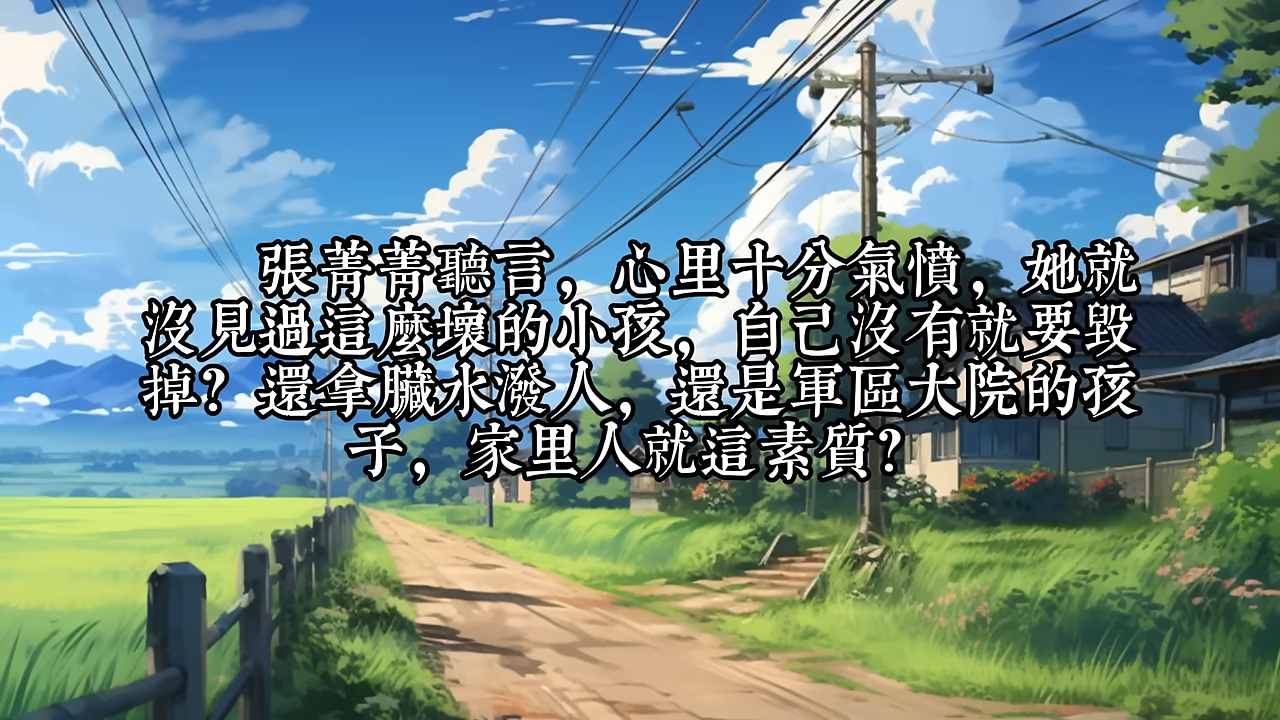 張菁菁聽言，心里十分氣憤，她就
沒見過這麼壞的小孩，自己沒有就要毀
掉？還拿臟水潑人，還是軍區大院的孩
子，家里人就這素質？